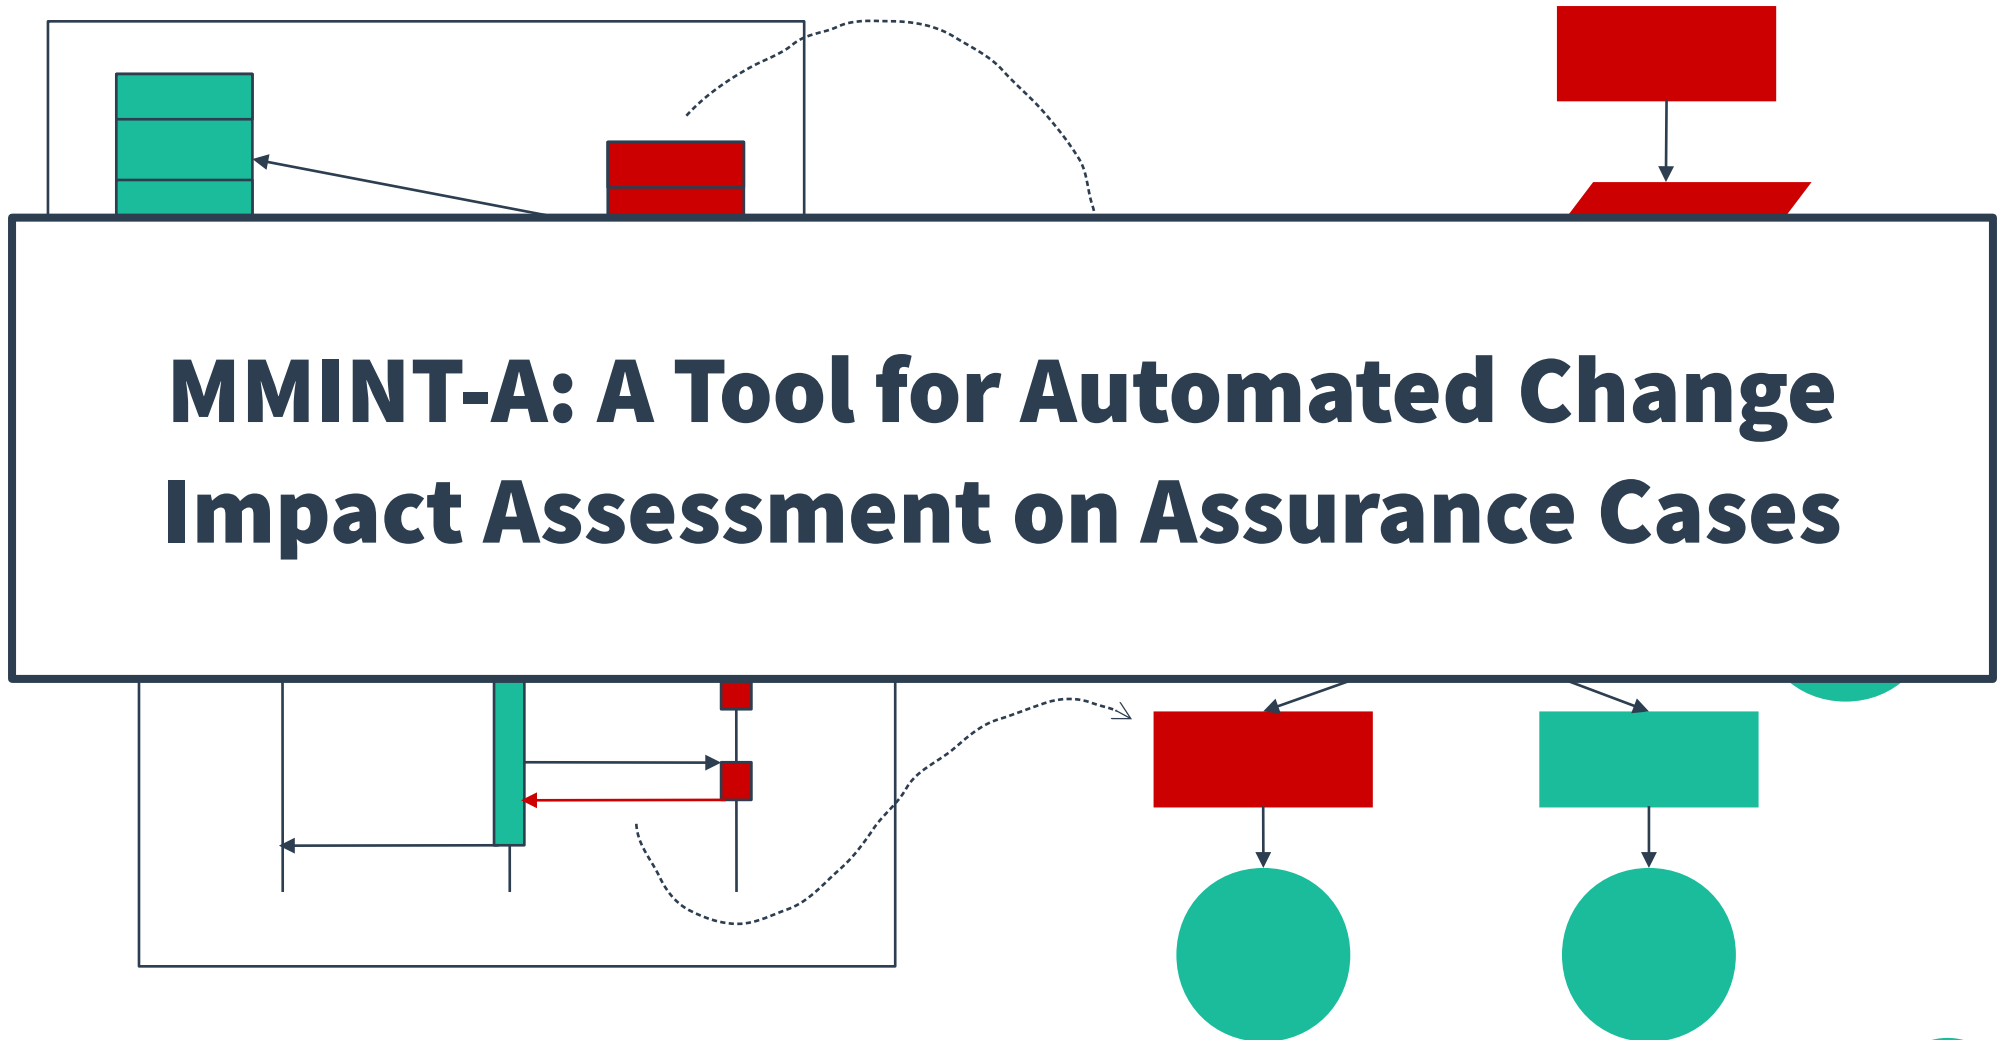 MMINT-A: A Tool for Automated Change
Impact Assessment on Assurance Cases